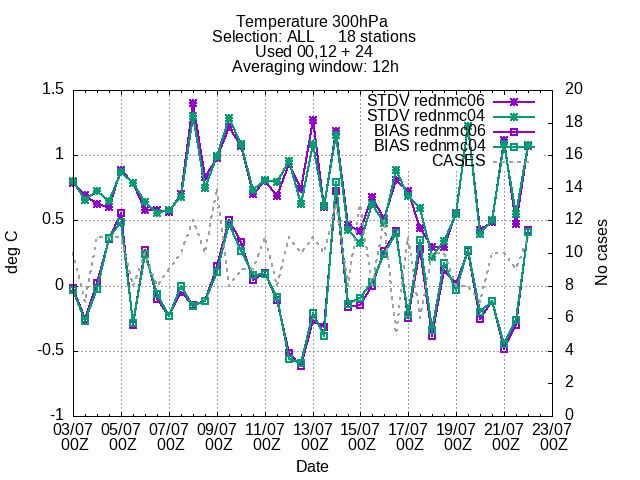 Temperature 300hPa
Selection: ALL 18 stations
Used 00,12 + 24
Averaging window: 12h
STDV rednmc06
STDV rednmc04
BIAS rednmc06
BIAS rednmc04
CASES
1.5
1
0.5
0
-0.5
-1
deg C
20
18
16
14
12
10
8
6
4
2
0
No cases
03/07 05/07 07/07 09/07 11/07 13/07 15/07 17/07 19/07 21/07 23/07
00Z 00Z 00Z 00Z 00Z 00Z 00Z 00Z 00Z 00Z 00Z
Date